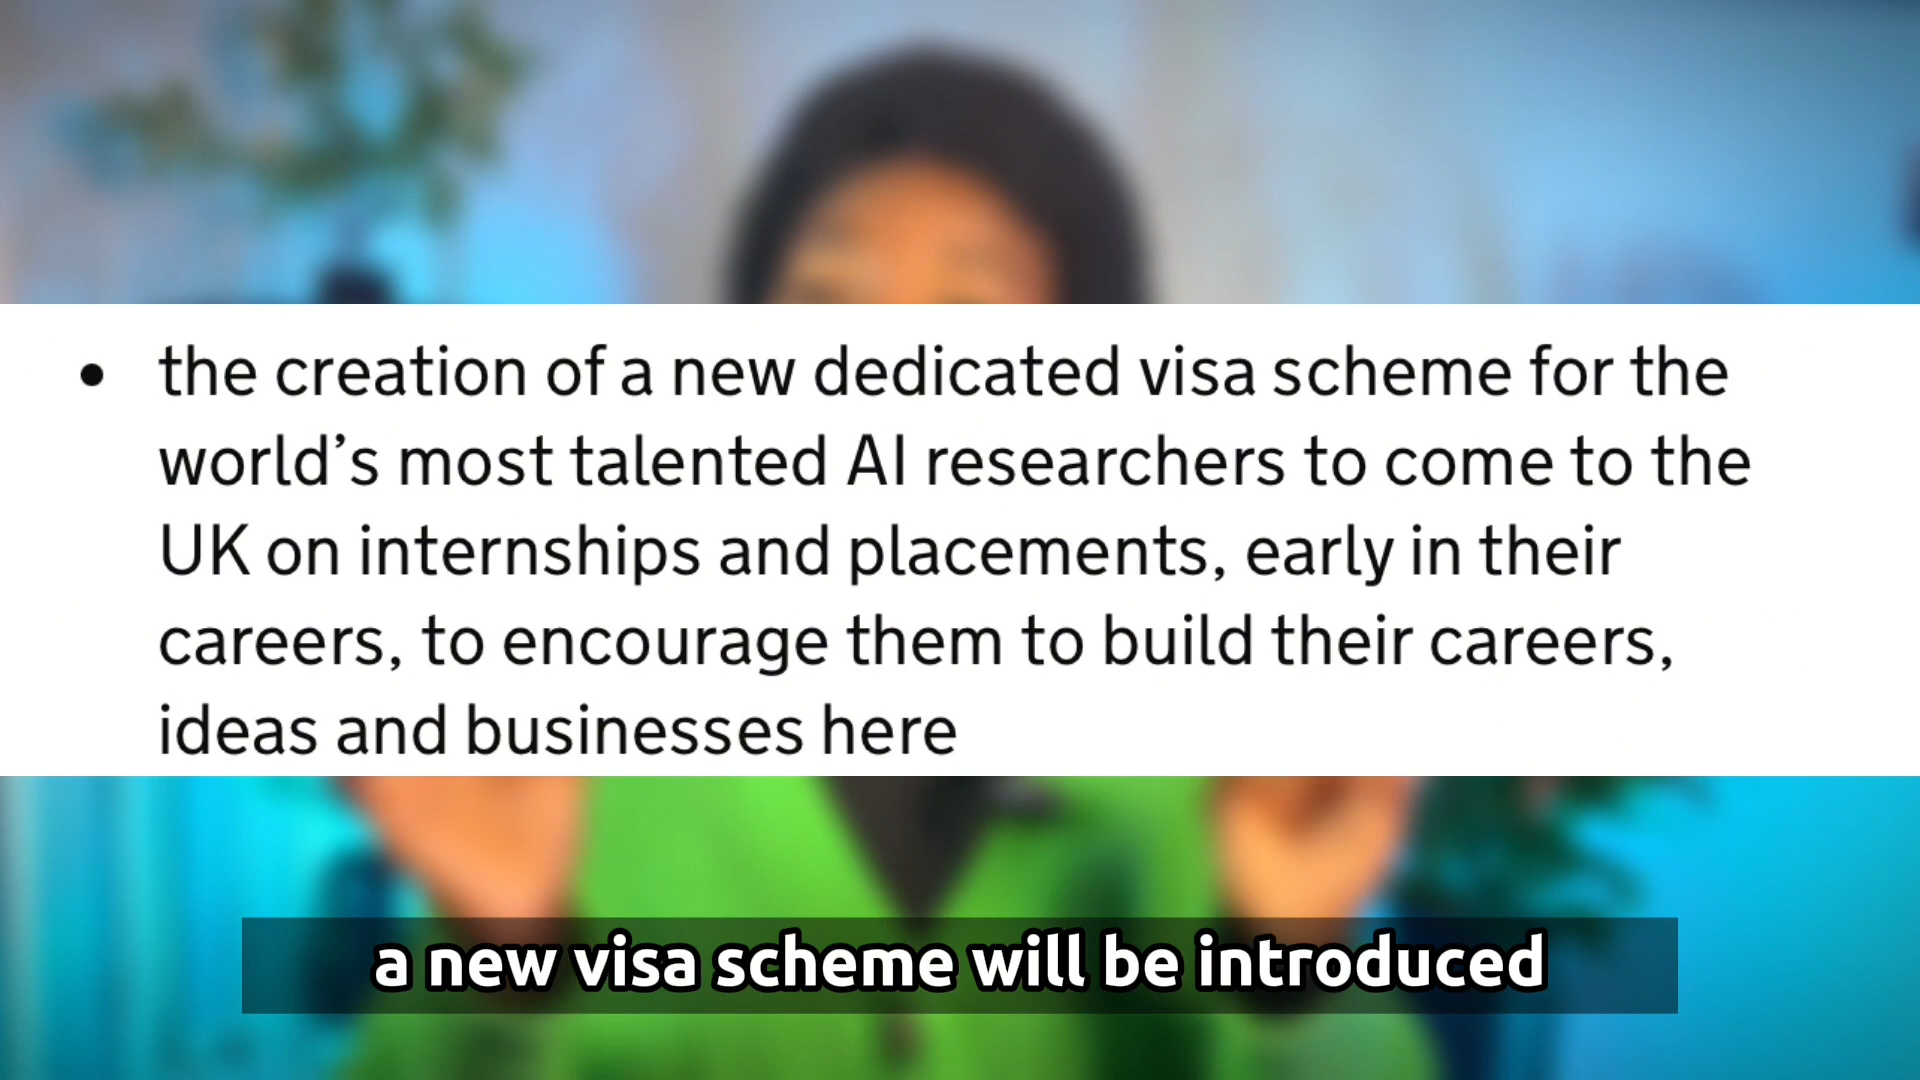 • the creation of a new dedicated visa scheme for the
world’s most talented AI researchers to come to the
UK on internships and placements, early in their
careers, to encourage them to build their careers,
ideas and businesses here
a new visa scheme will be introduced